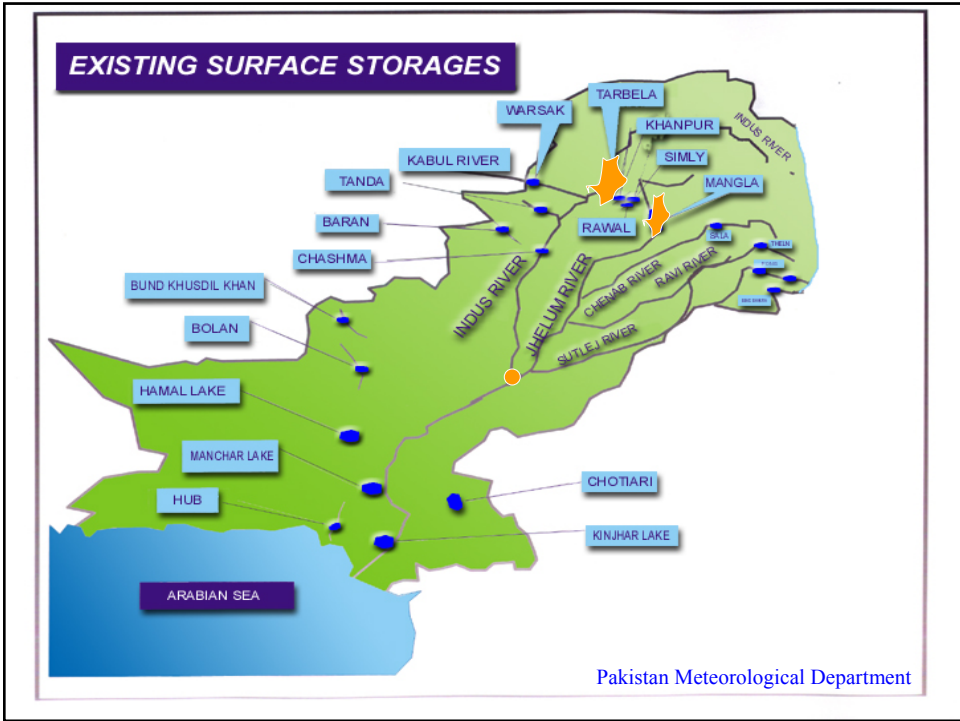 EXISTING SURFACE STORAGES
TARBELA
WARSAK
KHANPUR
INDUS RIVER
SIMLY
KABUL RIVER
MANGLA
TANDA
BARAN
RAWAL
CHASHMA
BUND KHUSDIL KHAN
INDUS RIVER
JHELUM RIVER
CHENAB RIVER
RAVI RIVER
BOLAN
SUTLEJ RIVER
HAMAL LAKE
MANCHAR LAKE
CHOTIARI
HUB
KINJHAR LAKE
ARABIAN SEA
Pakistan Meteorological Department